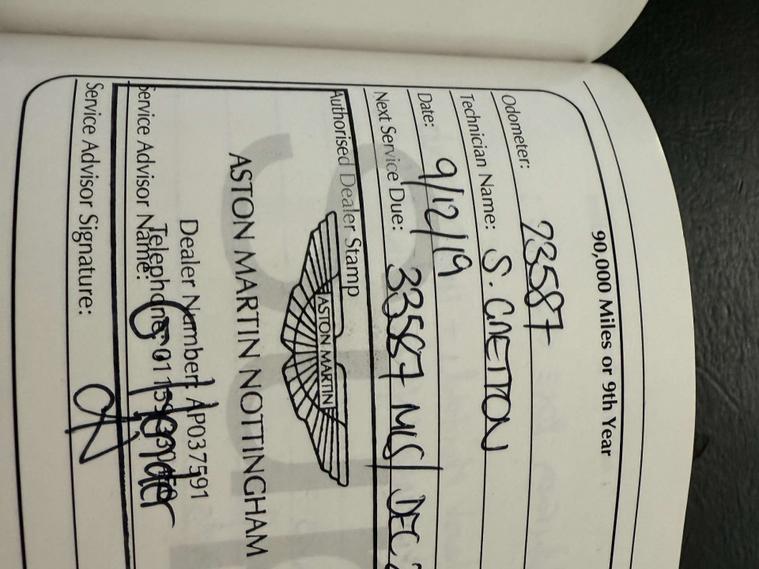 90,000 Miles or 9th Year
Odometer: 23587
Technician Name: S. GAETTON
Date: 9/12/19
Next Service Due: 33587 MLS / DEC
Authorised Dealer Stamp
ASTON MARTIN
ASTON MARTIN NOTTINGHAM
Dealer Number: AP037591
Telephone: 0115
Service Advisor Name:
Service Advisor Signature: